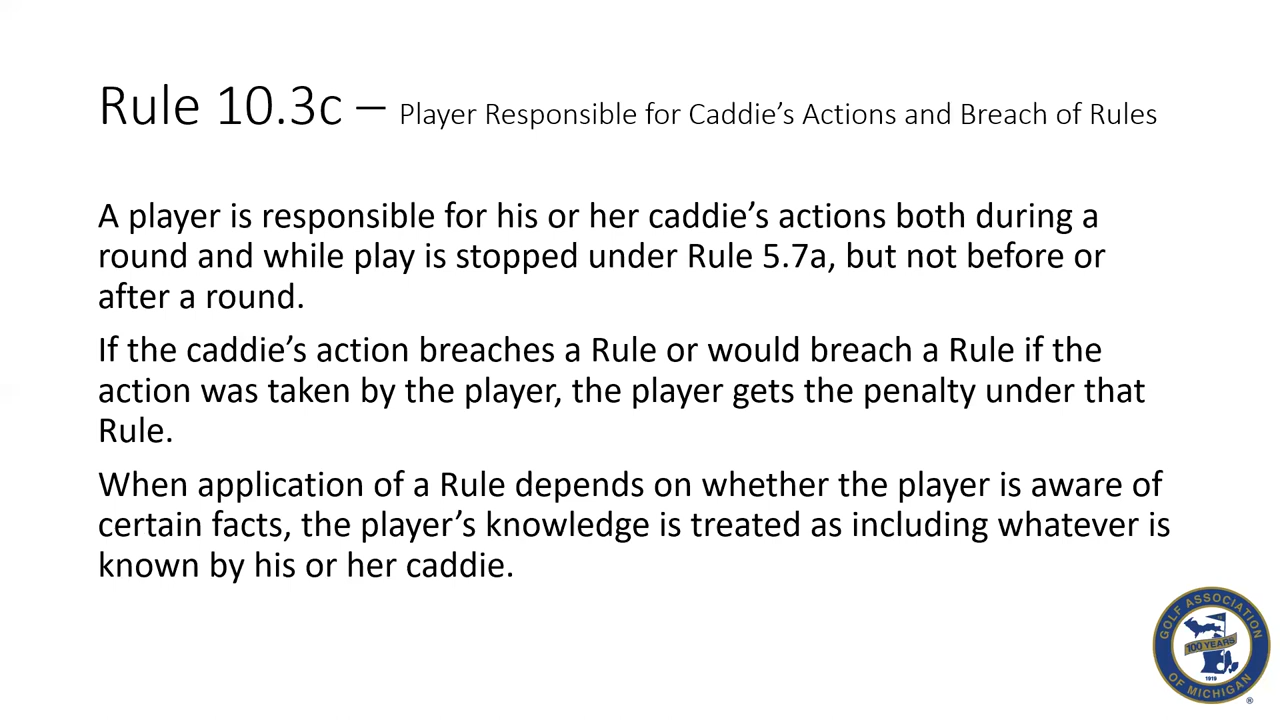 Rule 10.3c – Player Responsible for Caddie’s Actions and Breach of Rules
A player is responsible for his or her caddie’s actions both during a
round and while play is stopped under Rule 5.7a, but not before or
after a round.
If the caddie’s action breaches a Rule or would breach a Rule if the
action was taken by the player, the player gets the penalty under that
Rule.
When application of a Rule depends on whether the player is aware of
certain facts, the player’s knowledge is treated as including whatever is
known by his or her caddie.
GOLF ASSOCIATION
100 YEARS
1919
OF MICHIGAN
®